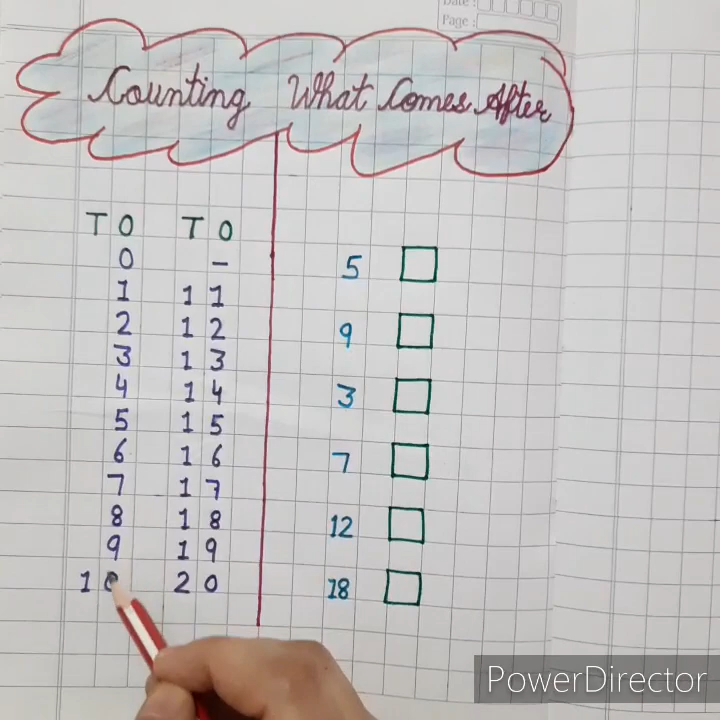 Date :
Page :
Counting What Comes After
T O T O
0 -
1 1 1
2 1 2
3 1 3
4 1 4
5 1 5
6 1 6
7 1 7
8 1 8
9 1 9
1 0 2 0
5
9
3
7
12
18
PowerDirector